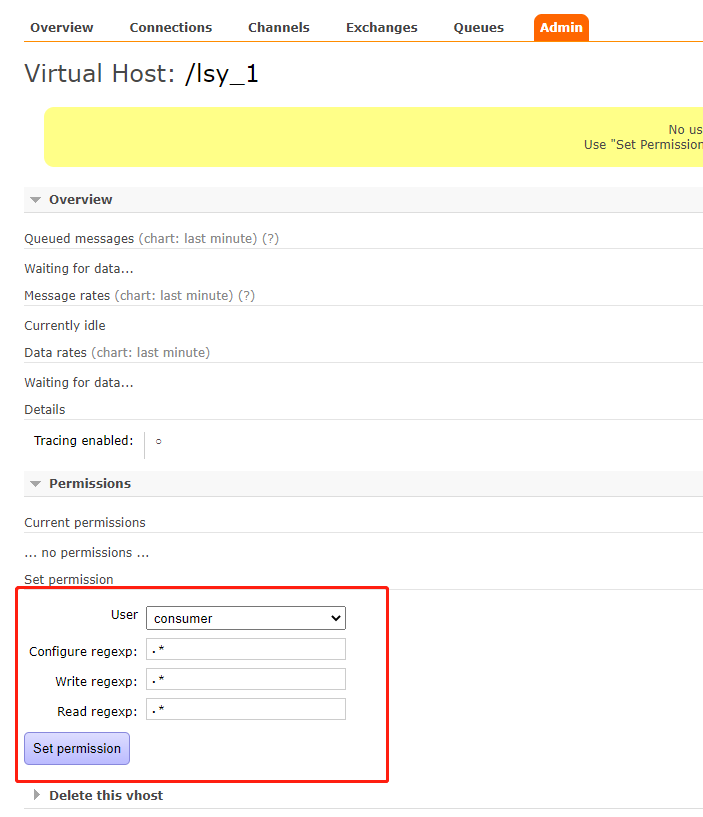 Overview Connections Channels Exchanges Queues Admin
Virtual Host: /lsy_1
No us
Use "Set Permission
Overview
Queued messages (chart: last minute) (?)
Waiting for data...
Message rates (chart: last minute) (?)
Currently idle
Data rates (chart: last minute)
Waiting for data...
Details
Tracing enabled: ○
Permissions
Current permissions
... no permissions ...
Set permission
User consumer
Configure regexp: .*
Write regexp: .*
Read regexp: .*
Set permission
Delete this vhost